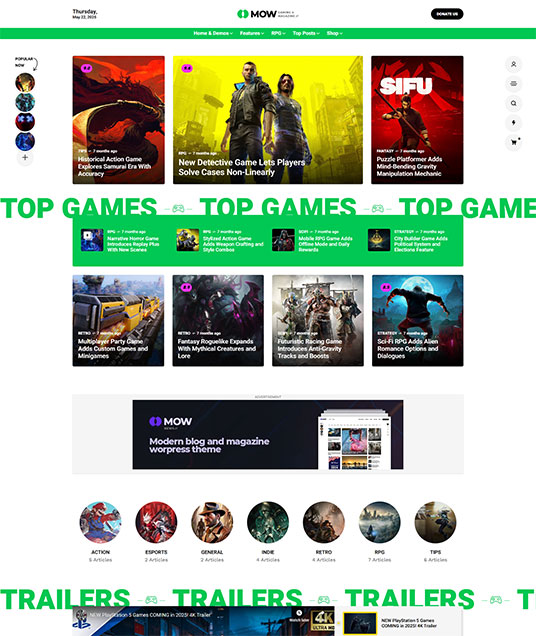 Thursday,
May 22, 2025
MOW
GAMING &
MAGAZINE //
DONATE US
Home & Demos
Features
RPG
Top Posts
Shop
POPULAR
NOW
TIPS — 7 months ago
Historical Action Game
Explores Samurai Era With
Accuracy
RPG — 7 months ago
New Detective Game Lets Players
Solve Cases Non-Linearly
SIFU
FANTASY — 7 months ago
Puzzle Platformer Adds
Mind-Bending Gravity
Manipulation Mechanic
TOP GAMES
TOP GAMES
TOP GAME
RPG — 7 months ago
Narrative Horror Game
Introduces Replay Plus
With New Scenes
RPG — 7 months ago
Stylized Action Game
Adds Weapon Crafting and
Style Combos
SCIFI — 7 months ago
Mobile RPG Game Adds
Offline Mode and Daily
Rewards
STRATEGY — 7 months ago
City Builder Game Adds
Political System and
Elections Feature
RETRO — 7 months ago
Multiplayer Party Game
Adds Custom Games and
Minigames
8.9
RPG — 7 months ago
Fantasy Roguelike Expands
With Mythical Creatures and
Lore
SCIFI — 7 months ago
Futuristic Racing Game
Introduces Anti-Gravity
Tracks and Boosts
8.9
STRATEGY — 7 months ago
Sci-Fi RPG Adds Alien
Romance Options and
Dialogues
ADVERTISEMENT
MOW
Modern blog and magazine
worpress theme
ACTION
5 Articles
ESPORTS
2 Articles
GENERAL
2 Articles
INDIE
4 Articles
RETRO
4 Articles
RPG
7 Articles
TIPS
6 Articles
TRAILERS
TRAILERS
TRAILERS
T
NEW PlayStation 5 Games COMING in 2025! 4K Trailer
4K
ULTRA HD
NEW PlayStation 5 Games
COMING in 2025! 4K Trailer